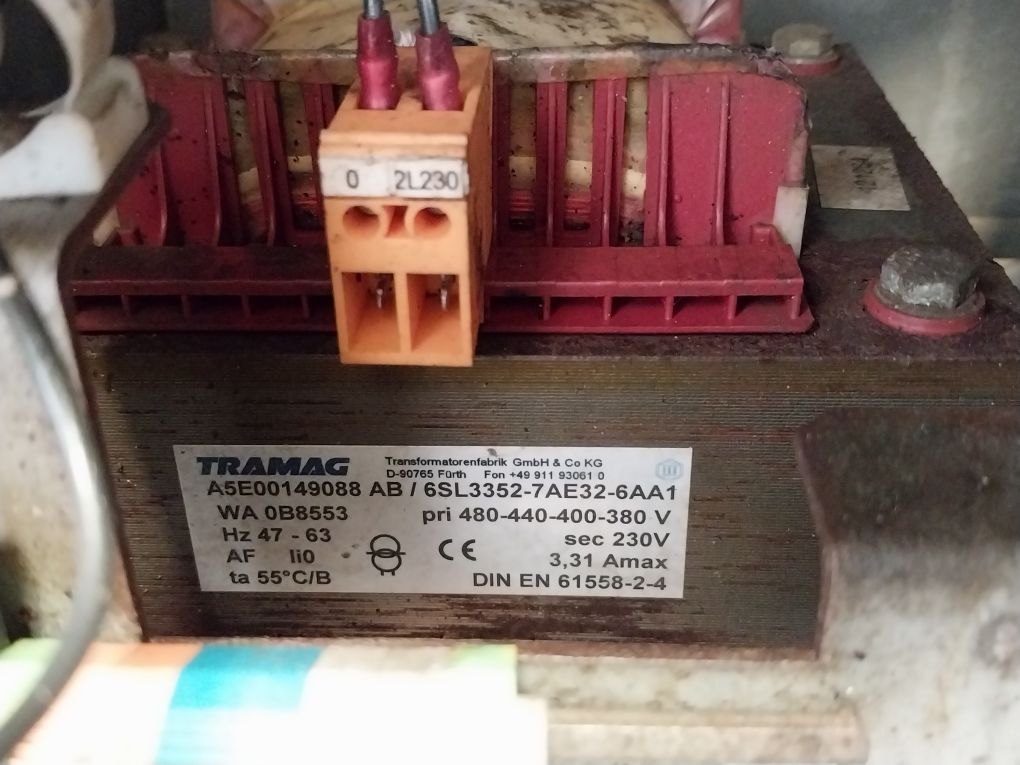 0 2L230
TRAMAG Transformatorenfabrik GmbH & Co KG
D-90765 Fürth Fon +49 911 93061 0
A5E00149088 AB / 6SL3352-7AE32-6AA1
WA 0B8553 pri 480-440-400-380 V
Hz 47 - 63 sec 230V
AF Ii0 CE 3,31 Amax
ta 55°C/B DIN EN 61558-2-4